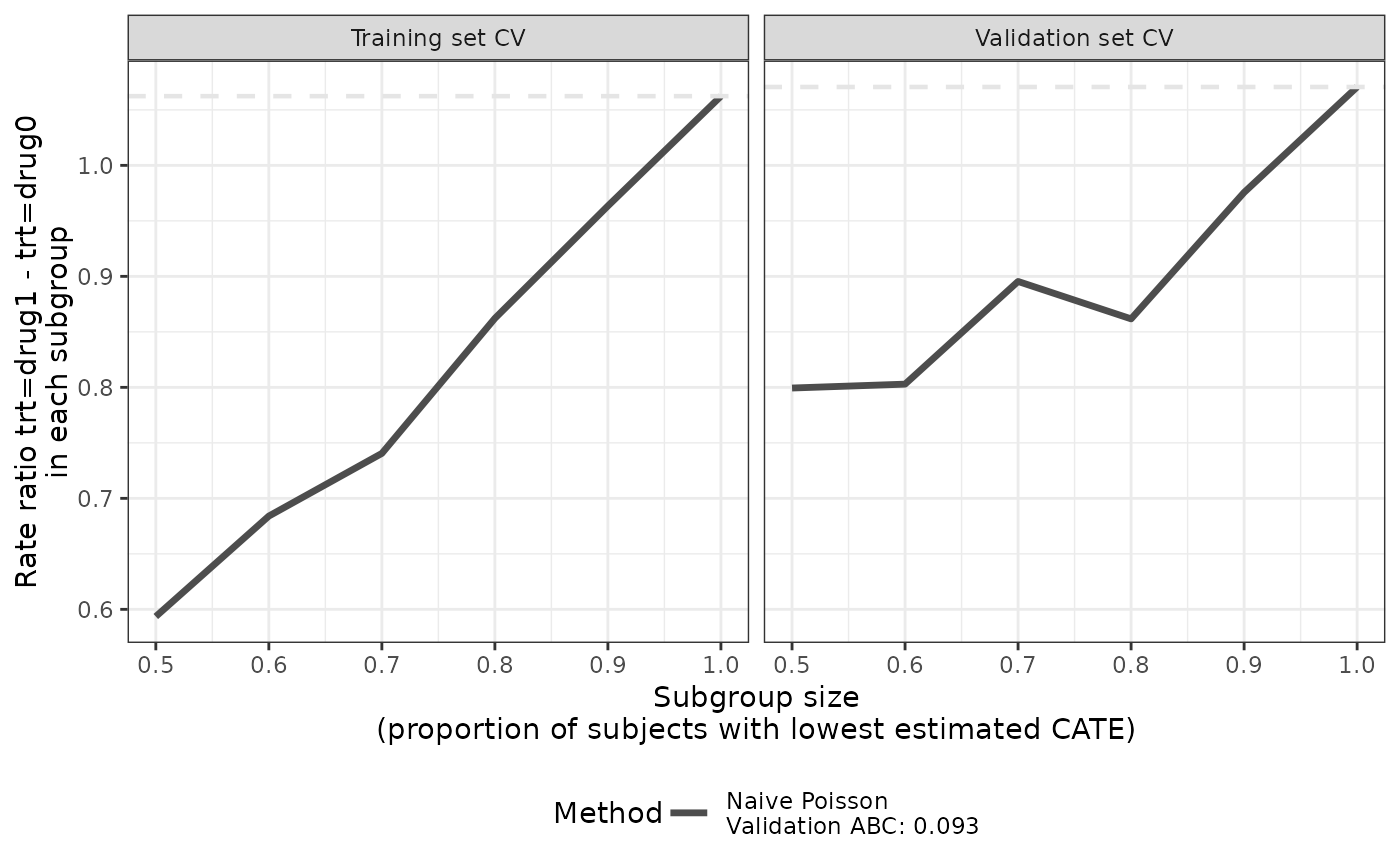 Training set CV
Validation set CV
Rate ratio trt=drug1 - trt=drug0
in each subgroup
1.0
0.9
0.8
0.7
0.6
0.5 0.6 0.7 0.8 0.9 1.0
0.5 0.6 0.7 0.8 0.9 1.0
Subgroup size
(proportion of subjects with lowest estimated CATE)
Method
Naive Poisson
Validation ABC: 0.093